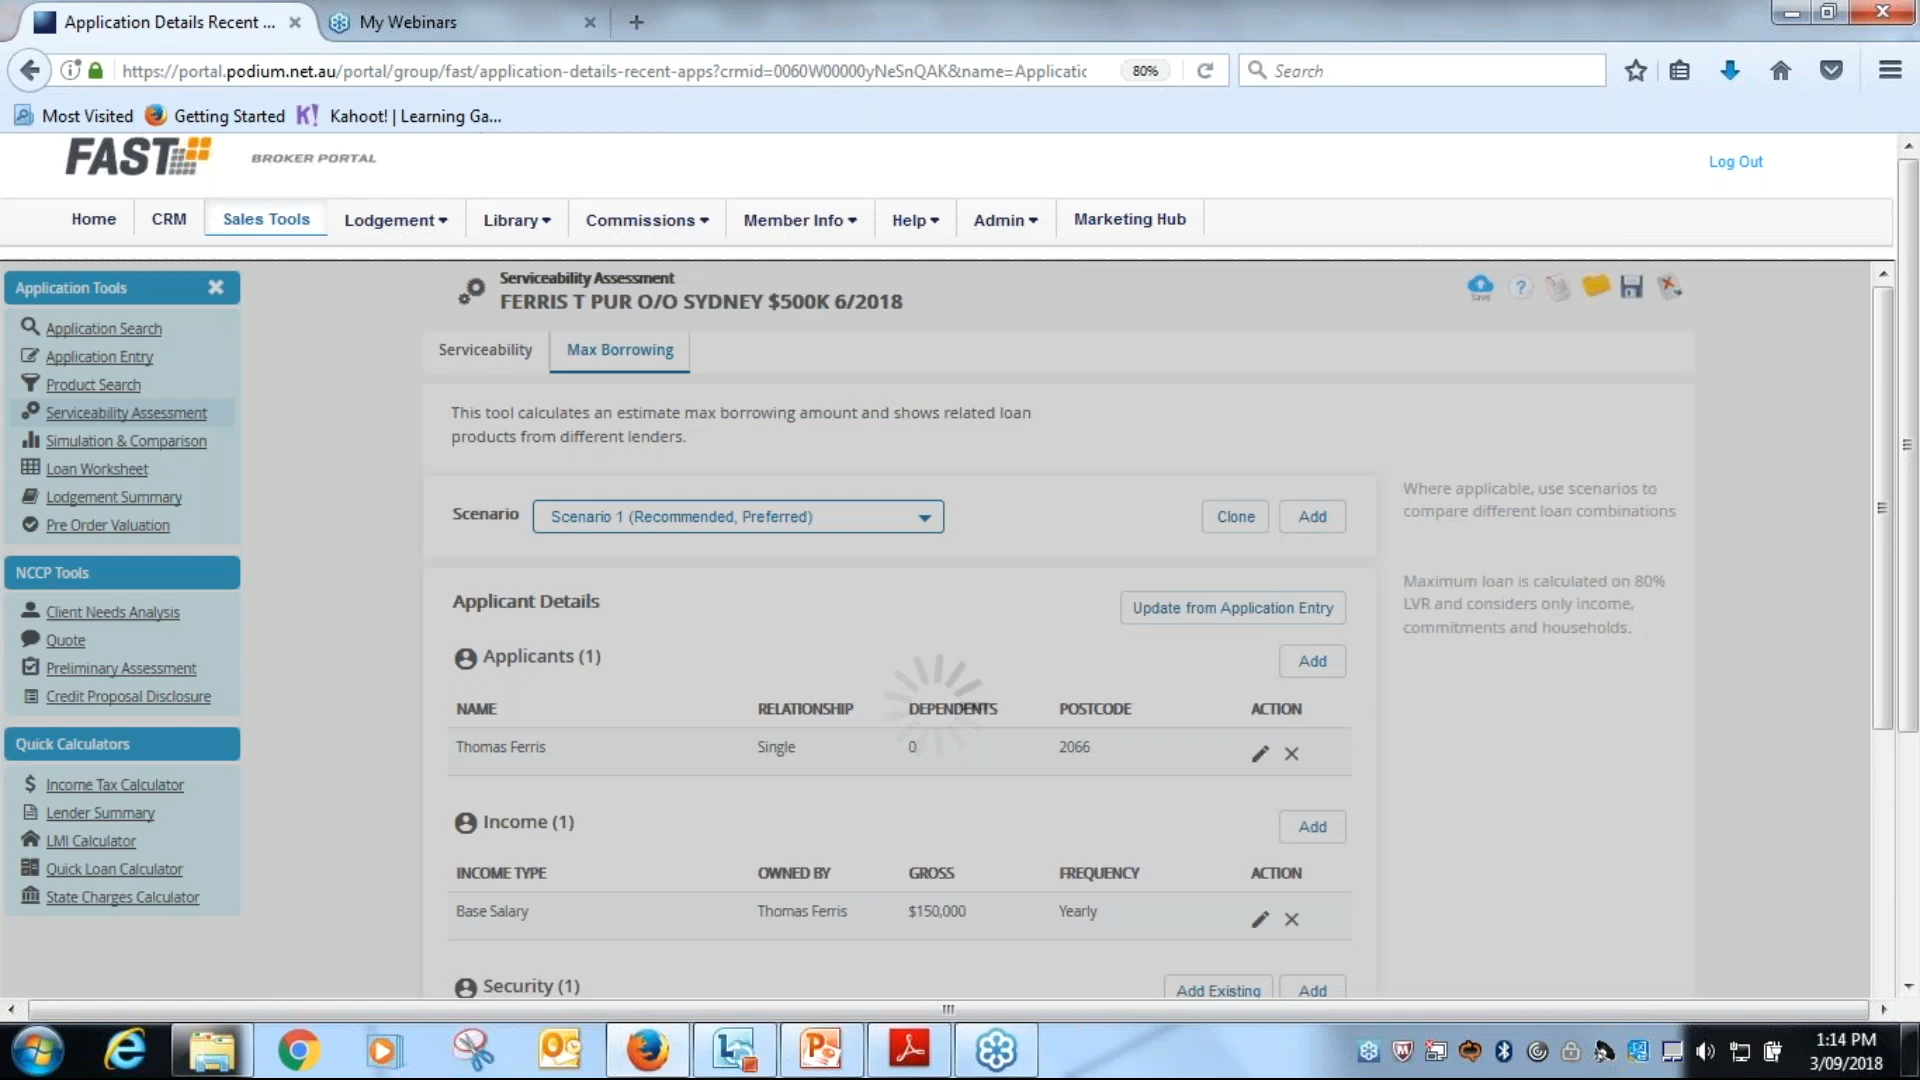 Application Details Recent ...
My Webinars
https://portal.podium.net.au/portal/group/fast/application-details-recent-apps?crmid=0060W00000yNeSnQAK&name=Applicatic
80%
Search
Most Visited
Getting Started
K! Kahoot! | Learning Ga...
FAST
BROKER PORTAL
Log Out
Home
CRM
Sales Tools
Lodgement
Library
Commissions
Member Info
Help
Admin
Marketing Hub
Application Tools
Application Search
Application Entry
Product Search
Serviceability Assessment
Simulation & Comparison
Loan Worksheet
Lodgement Summary
Pre Order Valuation
NCCP Tools
Client Needs Analysis
Quote
Preliminary Assessment
Credit Proposal Disclosure
Quick Calculators
Income Tax Calculator
Lender Summary
LMI Calculator
Quick Loan Calculator
State Charges Calculator
Serviceability Assessment
FERRIS T PUR O/O SYDNEY $500K 6/2018
Save
?
Serviceability
Max Borrowing
This tool calculates an estimate max borrowing amount and shows related loan
products from different lenders.
Scenario
Scenario 1 (Recommended, Preferred)
Clone
Add
Where applicable, use scenarios to
compare different loan combinations
Maximum loan is calculated on 80%
LVR and considers only income,
commitments and households.
Applicant Details
Update from Application Entry
Applicants (1)
Add
NAME RELATIONSHIP DEPENDENTS POSTCODE ACTION
Thomas Ferris Single 0 2066
Income (1)
Add
INCOME TYPE OWNED BY GROSS FREQUENCY ACTION
Base Salary Thomas Ferris $150,000 Yearly
Security (1)
Add Existing
Add
1:14 PM
3/09/2018